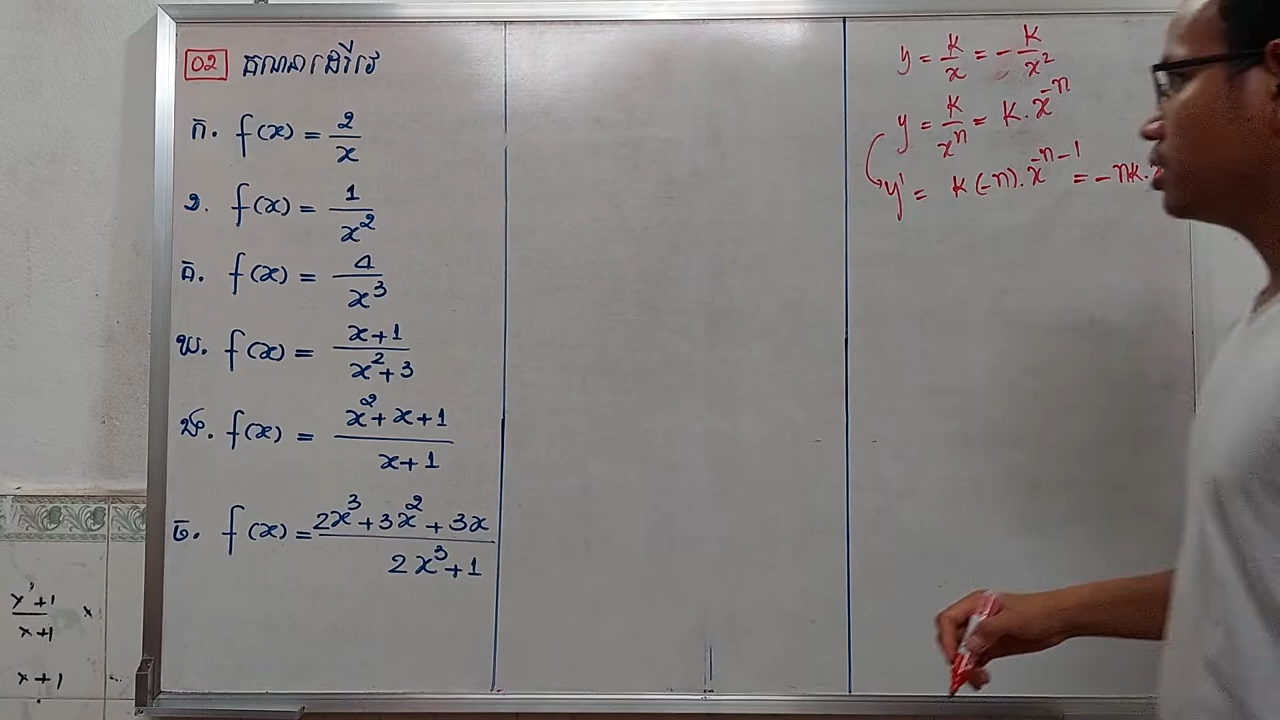 02 គណនាដេរីវេ
ក. f(x) = 2/x
ខ. f(x) = 1/x²
គ. f(x) = 4/x³
ឃ. f(x) = (x+1)/(x²+3)
ង. f(x) = (x²+x+1)/(x+1)
ច. f(x) = (2x³+3x²+3x)/(2x³+1)
y = k/x = -k/x²
y = k/xⁿ = k.x⁻ⁿ
y' = k(-n).x⁻ⁿ⁻¹ = -nk.
x+1